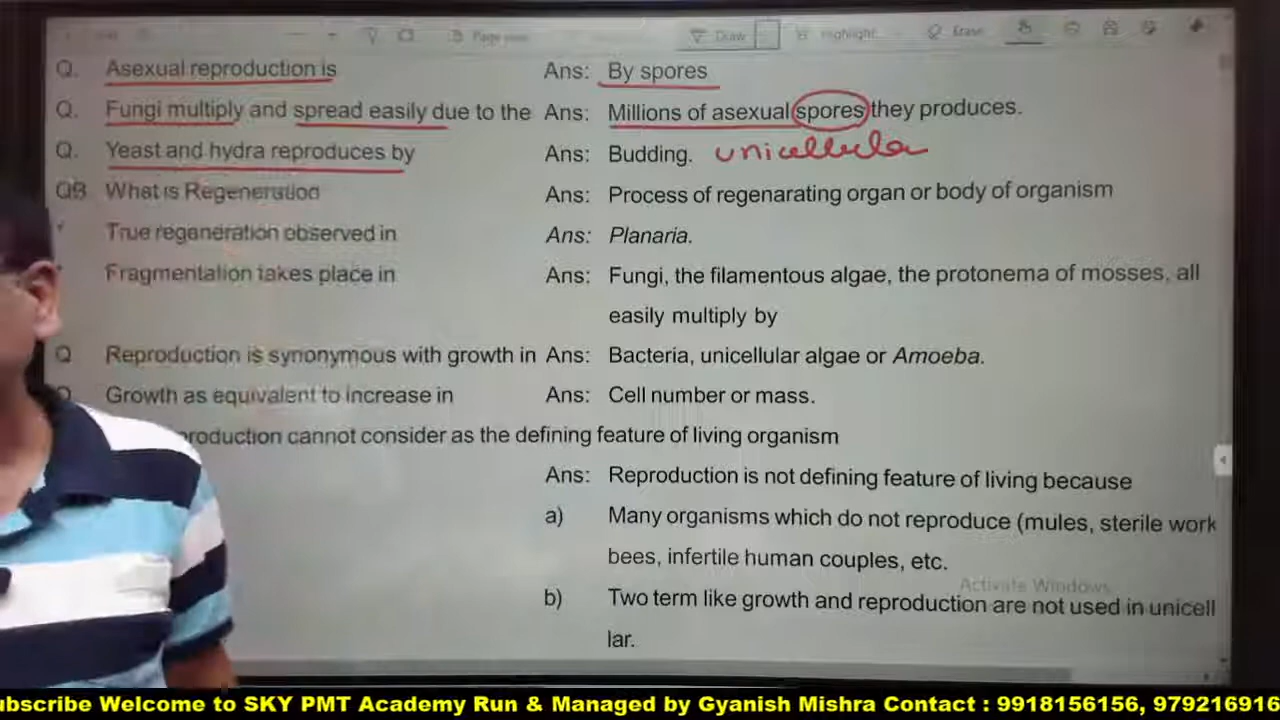 Page view Draw Highlight Erase
Q. Asexual reproduction is Ans: By spores
Q. Fungi multiply and spread easily due to the Ans: Millions of asexual spores they produces.
Q. Yeast and hydra reproduces by Ans: Budding. unicellula
QB. What is Regeneration Ans: Process of regenarating organ or body of organism
True regeneration observed in Ans: Planaria.
Fragmentation takes place in Ans: Fungi, the filamentous algae, the protonema of mosses, all
easily multiply by
Q Reproduction is synonymous with growth in Ans: Bacteria, unicellular algae or Amoeba.
Q. Growth as equivalent to increase in Ans: Cell number or mass.
production cannot consider as the defining feature of living organism
Ans: Reproduction is not defining feature of living because
a) Many organisms which do not reproduce (mules, sterile work
bees, infertile human couples, etc.
Activate Windows
b) Two term like growth and reproduction are not used in unicell
lar.
ubscribe Welcome to SKY PMT Academy Run & Managed by Gyanish Mishra Contact : 9918156156, 979216916